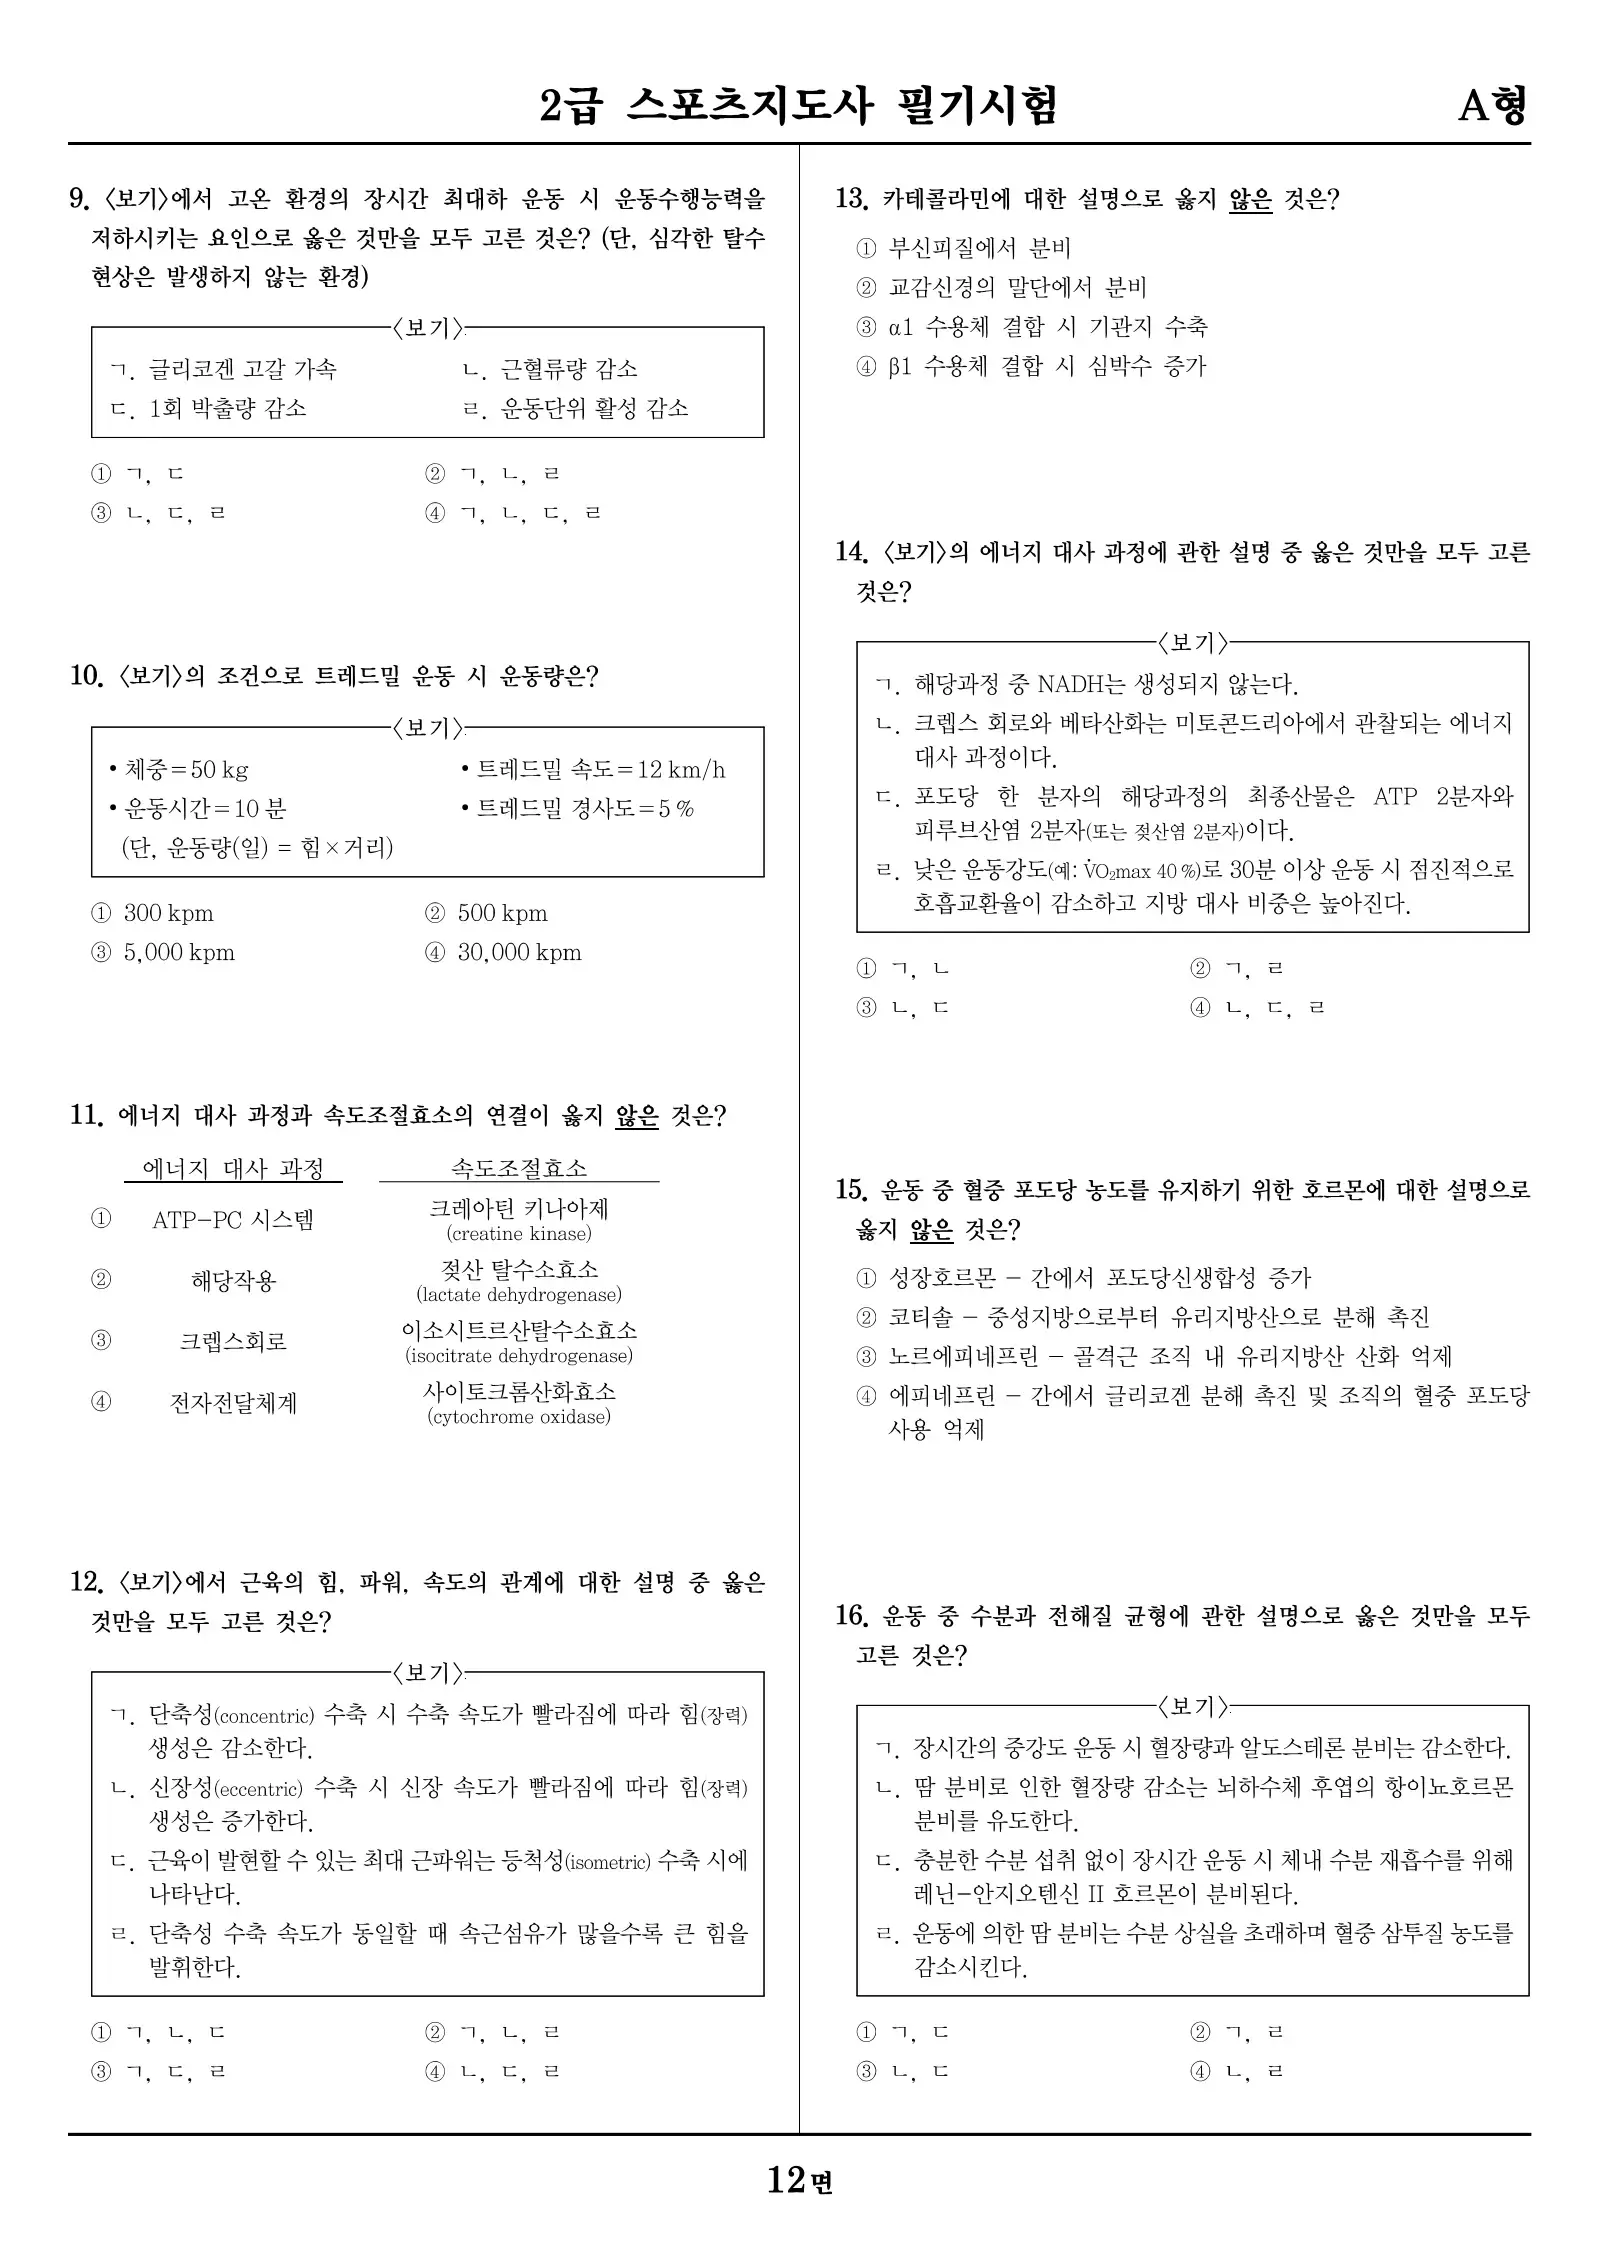 2급 스포츠지도사 필기시험
A형
9. 〈보기〉에서 고온 환경의 장시간 최대하 운동 시 운동수행능력을
저하시키는 요인으로 옳은 것만을 모두 고른 것은? (단, 심각한 탈수
현상은 발생하지 않는 환경)
〈보기〉
ㄱ. 글리코겐 고갈 가속 ㄴ. 근혈류량 감소
ㄷ. 1회 박출량 감소 ㄹ. 운동단위 활성 감소
① ㄱ, ㄷ ② ㄱ, ㄴ, ㄹ
③ ㄴ, ㄷ, ㄹ ④ ㄱ, ㄴ, ㄷ, ㄹ
10. 〈보기〉의 조건으로 트레드밀 운동 시 운동량은?
〈보기〉
• 체중=50 kg • 트레드밀 속도=12 km/h
• 운동시간=10 분 • 트레드밀 경사도=5 %
(단, 운동량(일) = 힘×거리)
① 300 kpm ② 500 kpm
③ 5,000 kpm ④ 30,000 kpm
11. 에너지 대사 과정과 속도조절효소의 연결이 옳지 않은 것은?
에너지 대사 과정 속도조절효소
① ATP-PC 시스템 크레아틴 키나아제
(creatine kinase)
② 해당작용 젖산 탈수소효소
(lactate dehydrogenase)
③ 크렙스회로 이소시트르산탈수소효소
(isocitrate dehydrogenase)
④ 전자전달체계 사이토크롬산화효소
(cytochrome oxidase)
12. 〈보기〉에서 근육의 힘, 파워, 속도의 관계에 대한 설명 중 옳은
것만을 모두 고른 것은?
〈보기〉
ㄱ. 단축성(concentric) 수축 시 수축 속도가 빨라짐에 따라 힘(장력)
생성은 감소한다.
ㄴ. 신장성(eccentric) 수축 시 신장 속도가 빨라짐에 따라 힘(장력)
생성은 증가한다.
ㄷ. 근육이 발현할 수 있는 최대 근파워는 등척성(isometric) 수축 시에
나타난다.
ㄹ. 단축성 수축 속도가 동일할 때 속근섬유가 많을수록 큰 힘을
발휘한다.
① ㄱ, ㄴ, ㄷ ② ㄱ, ㄴ, ㄹ
③ ㄱ, ㄷ, ㄹ ④ ㄴ, ㄷ, ㄹ
13. 카테콜라민에 대한 설명으로 옳지 않은 것은?
① 부신피질에서 분비
② 교감신경의 말단에서 분비
③ α1 수용체 결합 시 기관지 수축
④ β1 수용체 결합 시 심박수 증가
14. 〈보기〉의 에너지 대사 과정에 관한 설명 중 옳은 것만을 모두 고른
것은?
〈보기〉
ㄱ. 해당과정 중 NADH는 생성되지 않는다.
ㄴ. 크렙스 회로와 베타산화는 미토콘드리아에서 관찰되는 에너지
대사 과정이다.
ㄷ. 포도당 한 분자의 해당과정의 최종산물은 ATP 2분자와
피루브산염 2분자(또는 젖산염 2분자)이다.
ㄹ. 낮은 운동강도(예: V̇O₂max 40 %)로 30분 이상 운동 시 점진적으로
호흡교환율이 감소하고 지방 대사 비중은 높아진다.
① ㄱ, ㄴ ② ㄱ, ㄹ
③ ㄴ, ㄷ ④ ㄴ, ㄷ, ㄹ
15. 운동 중 혈중 포도당 농도를 유지하기 위한 호르몬에 대한 설명으로
옳지 않은 것은?
① 성장호르몬 – 간에서 포도당신생합성 증가
② 코티솔 – 중성지방으로부터 유리지방산으로 분해 촉진
③ 노르에피네프린 – 골격근 조직 내 유리지방산 산화 억제
④ 에피네프린 – 간에서 글리코겐 분해 촉진 및 조직의 혈중 포도당
사용 억제
16. 운동 중 수분과 전해질 균형에 관한 설명으로 옳은 것만을 모두
고른 것은?
〈보기〉
ㄱ. 장시간의 중강도 운동 시 혈장량과 알도스테론 분비는 감소한다.
ㄴ. 땀 분비로 인한 혈장량 감소는 뇌하수체 후엽의 항이뇨호르몬
분비를 유도한다.
ㄷ. 충분한 수분 섭취 없이 장시간 운동 시 체내 수분 재흡수를 위해
레닌-안지오텐신 II 호르몬이 분비된다.
ㄹ. 운동에 의한 땀 분비는 수분 상실을 초래하며 혈중 삼투질 농도를
감소시킨다.
① ㄱ, ㄷ ② ㄱ, ㄹ
③ ㄴ, ㄷ ④ ㄴ, ㄹ
12면